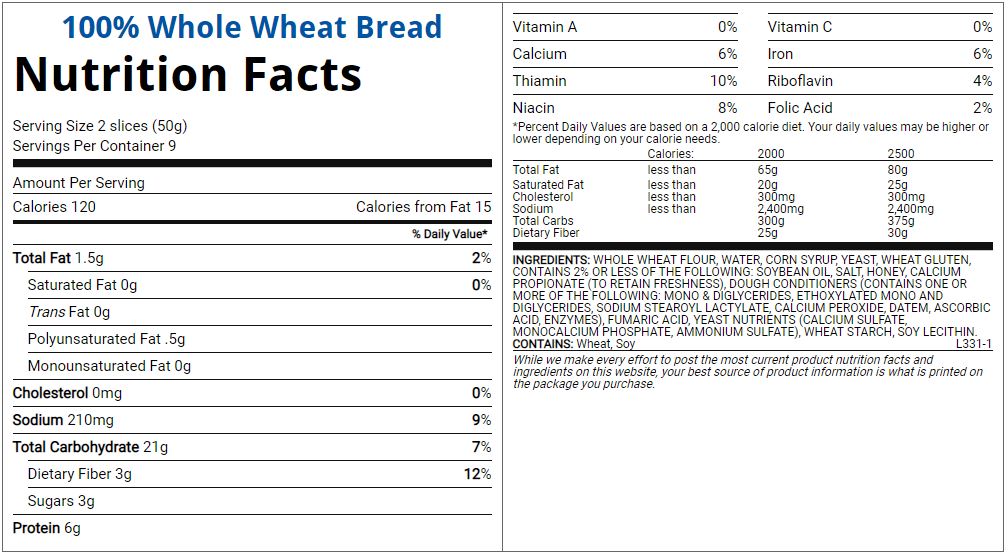 100% Whole Wheat Bread
Nutrition Facts
Serving Size 2 slices (50g)
Servings Per Container 9
Amount Per Serving
Calories 120 Calories from Fat 15
% Daily Value*
Total Fat 1.5g 2%
Saturated Fat 0g 0%
Trans Fat 0g
Polyunsaturated Fat .5g
Monounsaturated Fat 0g
Cholesterol 0mg 0%
Sodium 210mg 9%
Total Carbohydrate 21g 7%
Dietary Fiber 3g 12%
Sugars 3g
Protein 6g
Vitamin A 0% Vitamin C 0%
Calcium 6% Iron 6%
Thiamin 10% Riboflavin 4%
Niacin 8% Folic Acid 2%
*Percent Daily Values are based on a 2,000 calorie diet. Your daily values may be higher or
lower depending on your calorie needs.
Calories: 2000 2500
Total Fat less than 65g 80g
Saturated Fat less than 20g 25g
Cholesterol less than 300mg 300mg
Sodium less than 2,400mg 2,400mg
Total Carbs 300g 375g
Dietary Fiber 25g 30g
INGREDIENTS: WHOLE WHEAT FLOUR, WATER, CORN SYRUP, YEAST, WHEAT GLUTEN,
CONTAINS 2% OR LESS OF THE FOLLOWING: SOYBEAN OIL, SALT, HONEY, CALCIUM
PROPIONATE (TO RETAIN FRESHNESS), DOUGH CONDITIONERS (CONTAINS ONE OR
MORE OF THE FOLLOWING: MONO & DIGLYCERIDES, ETHOXYLATED MONO AND
DIGLYCERIDES, SODIUM STEAROYL LACTYLATE, CALCIUM PEROXIDE, DATEM, ASCORBIC
ACID, ENZYMES), FUMARIC ACID, YEAST NUTRIENTS (CALCIUM SULFATE,
MONOCALCIUM PHOSPHATE, AMMONIUM SULFATE), WHEAT STARCH, SOY LECITHIN.
CONTAINS: Wheat, Soy L331-1
While we make every effort to post the most current product nutrition facts and
ingredients on this website, your best source of product information is what is printed on
the package you purchase.